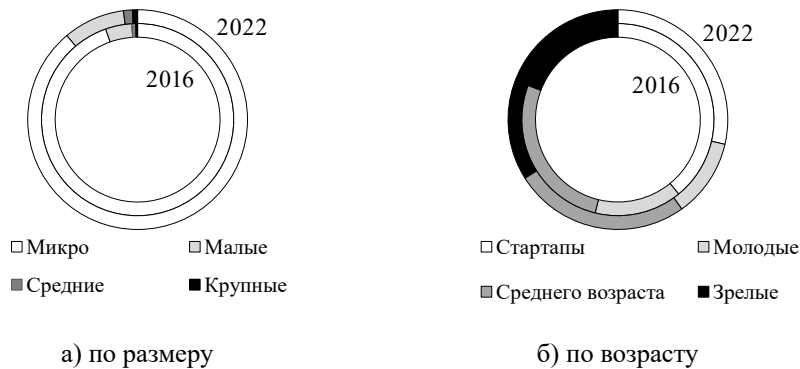 2022
2016
Микро
Малые
Средние
Крупные
а) по размеру
2022
2016
Стартапы
Молодые
Среднего возраста
Зрелые
б) по возрасту